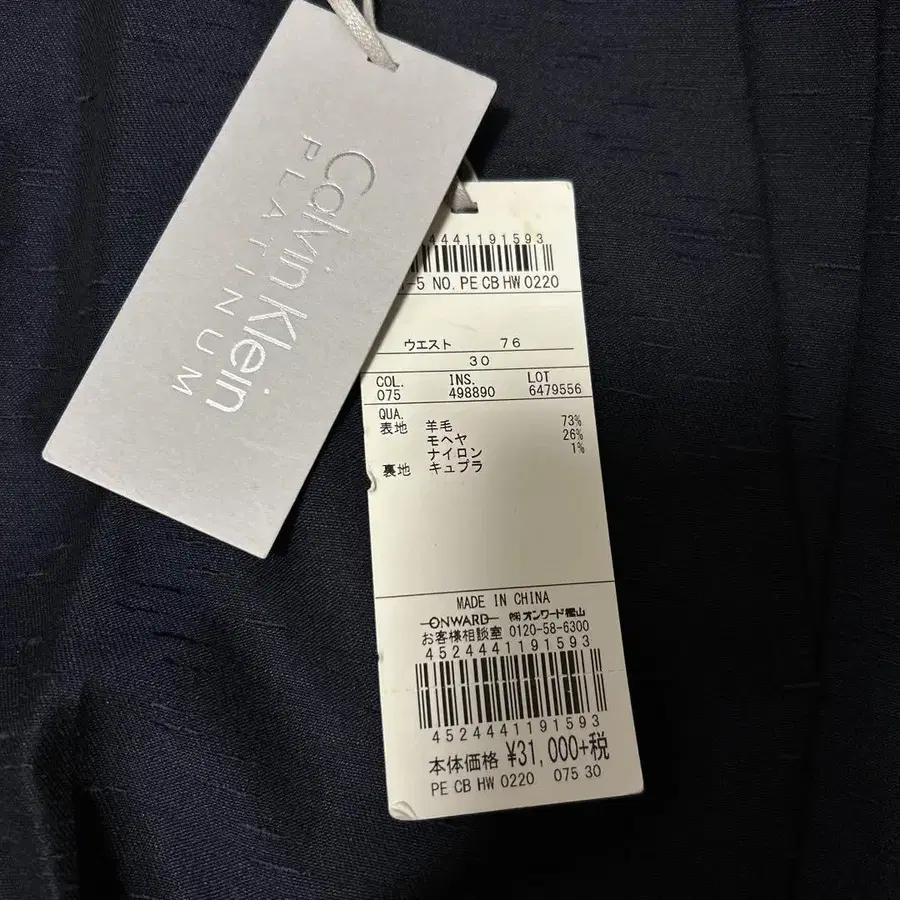 Calvin Klein
PLATINUM
4441191593
-5 NO. PE CB HW 0220
ウエスト 76
30
COL. INS. LOT
075 498890 6479556
QUA.
表地 羊毛 73%
モヘヤ 26%
ナイロン 1%
裏地 キュプラ
MADE IN CHINA
ONWARD ㈱オンワード樫山
お客様相談室 0120-58-6300
4524441191593
4524441191593
本体価格 ¥31,000+税
PE CB HW 0220 075 30